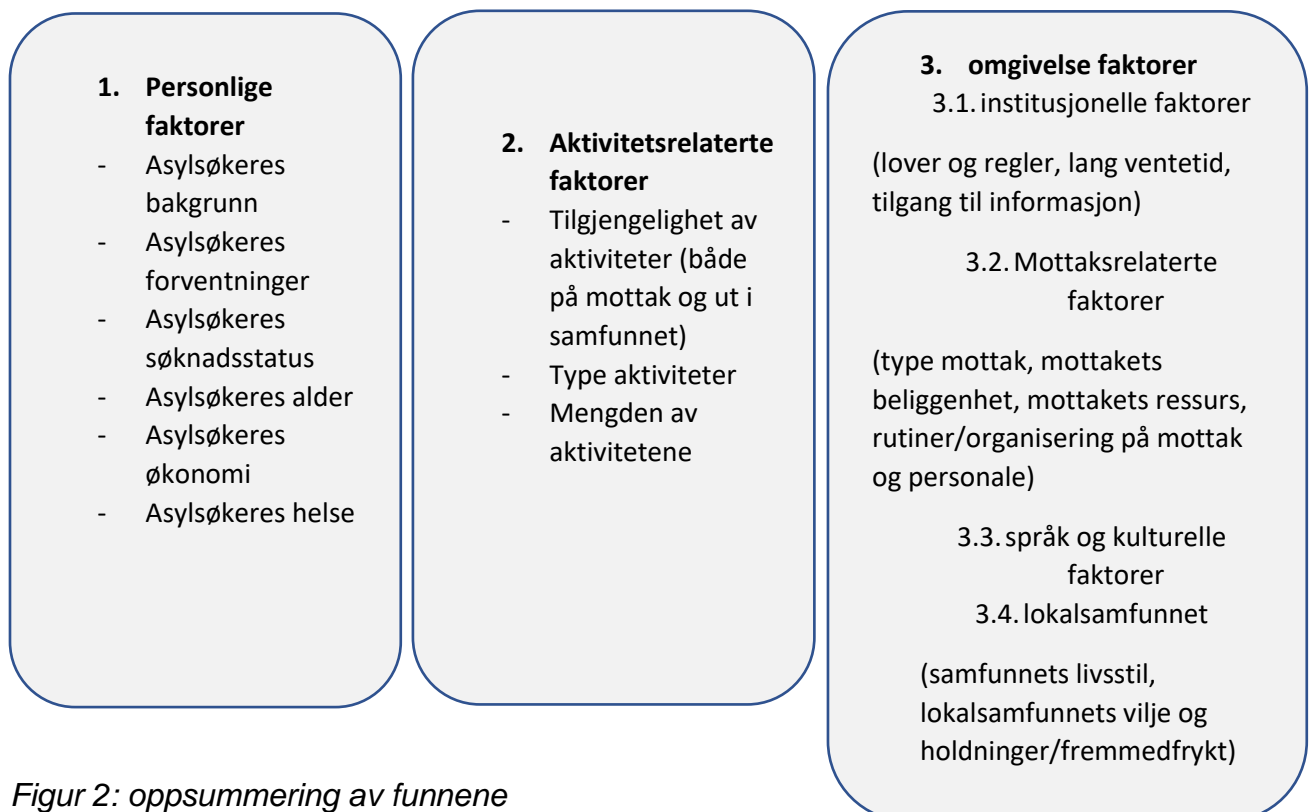 1. Personlige
faktorer
- Asylsøkeres
bakgrunn
- Asylsøkeres
forventninger
- Asylsøkeres
søknadsstatus
- Asylsøkeres alder
- Asylsøkeres
økonomi
- Asylsøkeres helse
2. Aktivitetsrelaterte
faktorer
- Tilgjengelighet av
aktiviteter (både
på mottak og ut i
samfunnet)
- Type aktiviteter
- Mengden av
aktivitetene
3. omgivelse faktorer
3.1. institusjonelle faktorer
(lover og regler, lang ventetid,
tilgang til informasjon)
3.2. Mottaksrelaterte
faktorer
(type mottak, mottakets
beliggenhet, mottakets ressurs,
rutiner/organisering på mottak
og personale)
3.3. språk og kulturelle
faktorer
3.4. lokalsamfunnet
(samfunnets livsstil,
lokalsamfunnets vilje og
holdninger/fremmedfrykt)
Figur 2: oppsummering av funnene